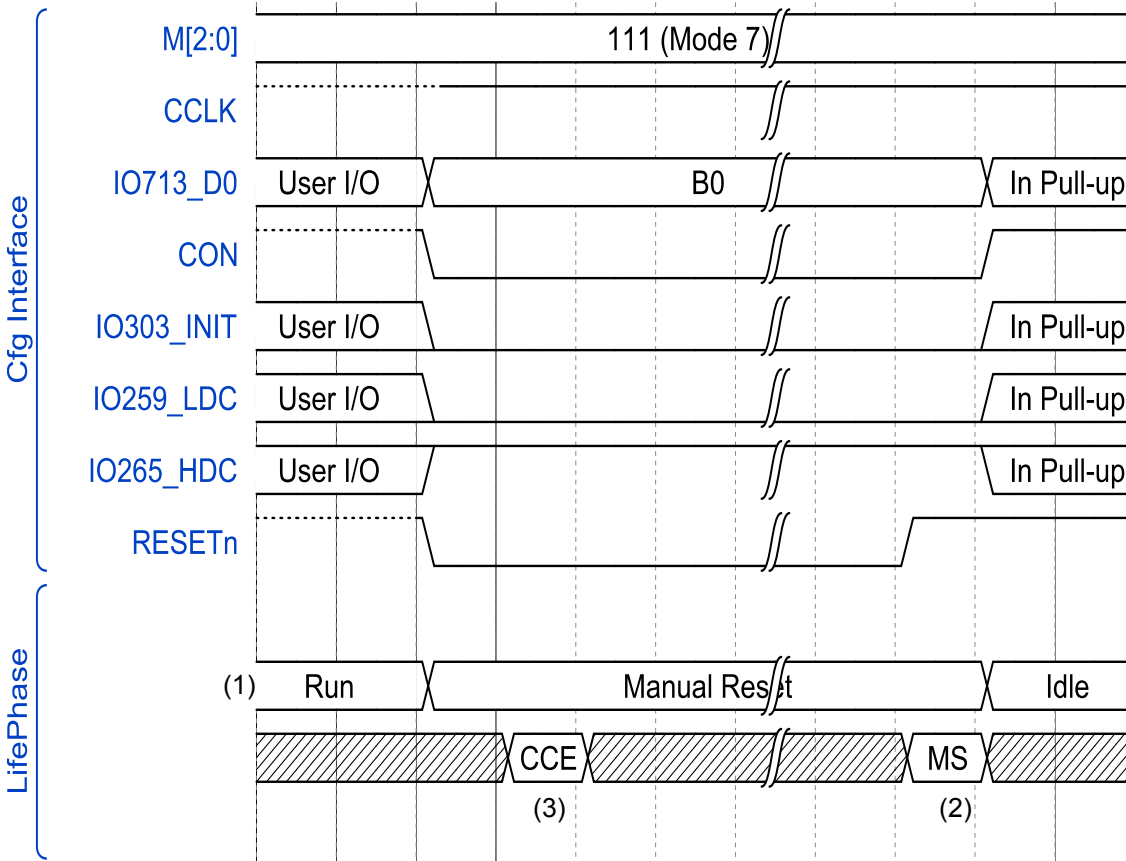 Cfg Interface
M[2:0] 111 (Mode 7)
CCLK
IO713_D0 User I/O B0 In Pull-up
CON
IO303_INIT User I/O In Pull-up
IO259_LDC User I/O In Pull-up
IO265_HDC User I/O In Pull-up
RESETn
LifePhase
(1) Run Manual Reset Idle
CCE MS
(3) (2)